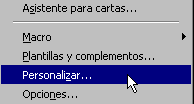 Asistente para cartas...
Macro
Plantillas y complementos...
Personalizar...
Opciones...